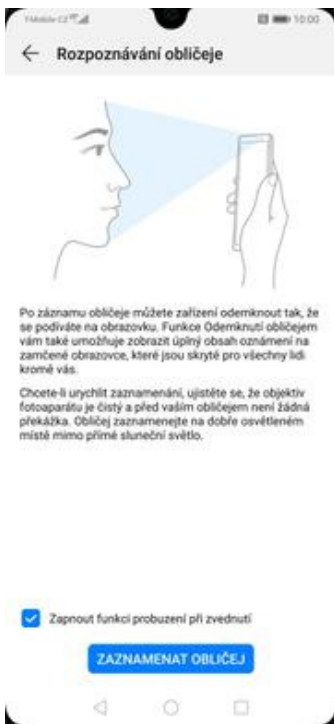 T-Mobile CZ
10:00
Rozpoznávání obličeje
Po záznamu obličeje můžete zařízení odemknout tak, že
se podíváte na obrazovku. Funkce Odemknutí obličejem
vám také umožňuje zobrazit úplný obsah oznámení na
zamčené obrazovce, které jsou skryté pro všechny lidi
kromě vás.
Chcete-li urychlit zaznamenání, ujistěte se, že objektiv
fotoaparátu je čistý a před vaším obličejem není žádná
překážka. Obličej zaznamenejte na dobře osvětleném
místě mimo přímé sluneční světlo.
Zapnout funkci probuzení při zvednutí
ZAZNAMENAT OBLIČEJ